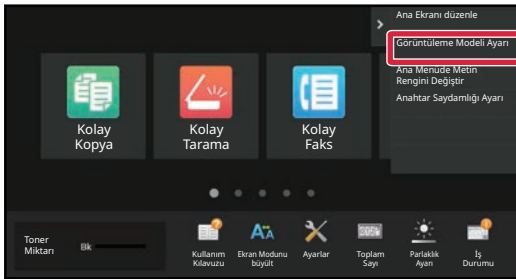 Ana Ekranı düzenle
Görüntüleme Modeli Ayarı
Ana Menüde Metin
Rengini Değiştir
Anahtar Saydamlığı Ayarı
Kolay
Kopya
Kolay
Tarama
Kolay
Faks
Toner
Miktarı
Bk
Kullanım
Kılavuzu
Ekran Modunu
büyült
Ayarlar
Toplam
Sayı
Parlaklık
Ayarı
İş
Durumu